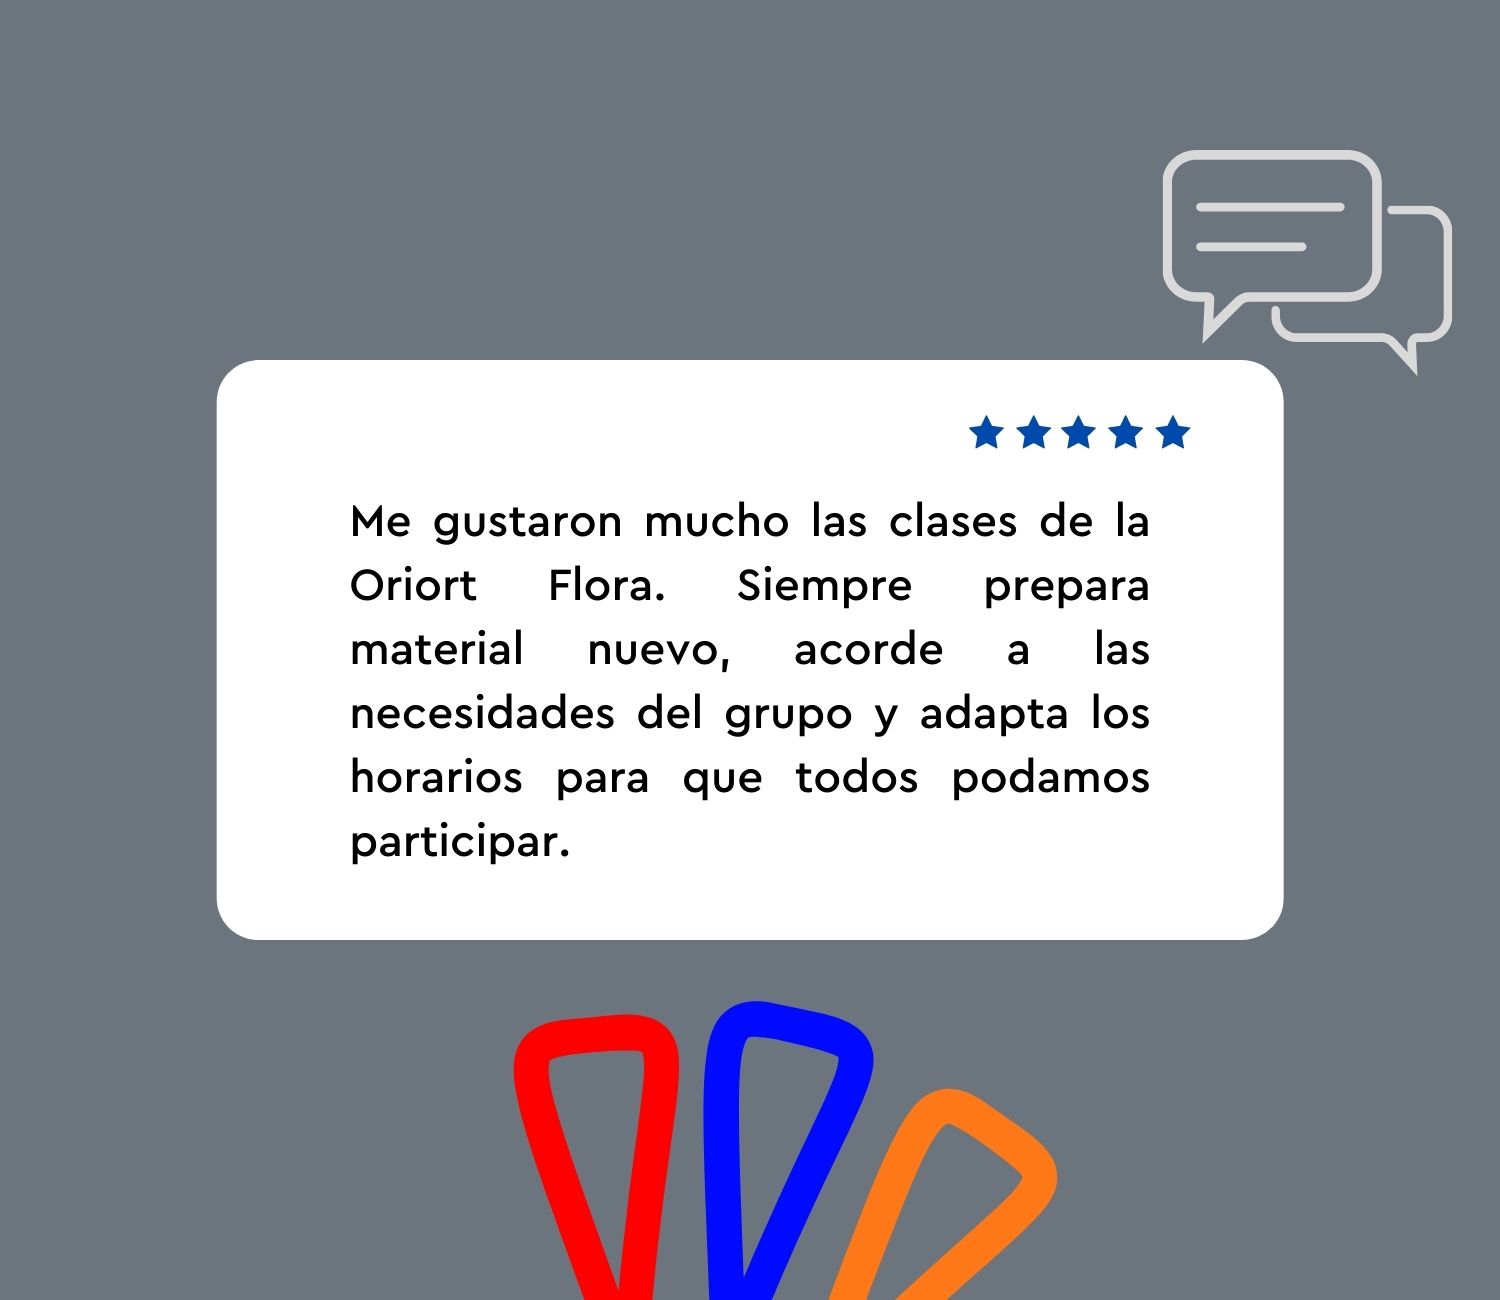 Me gustaron mucho las clases de la
Oriort Flora. Siempre prepara
material nuevo, acorde a las
necesidades del grupo y adapta los
horarios para que todos podamos
participar.